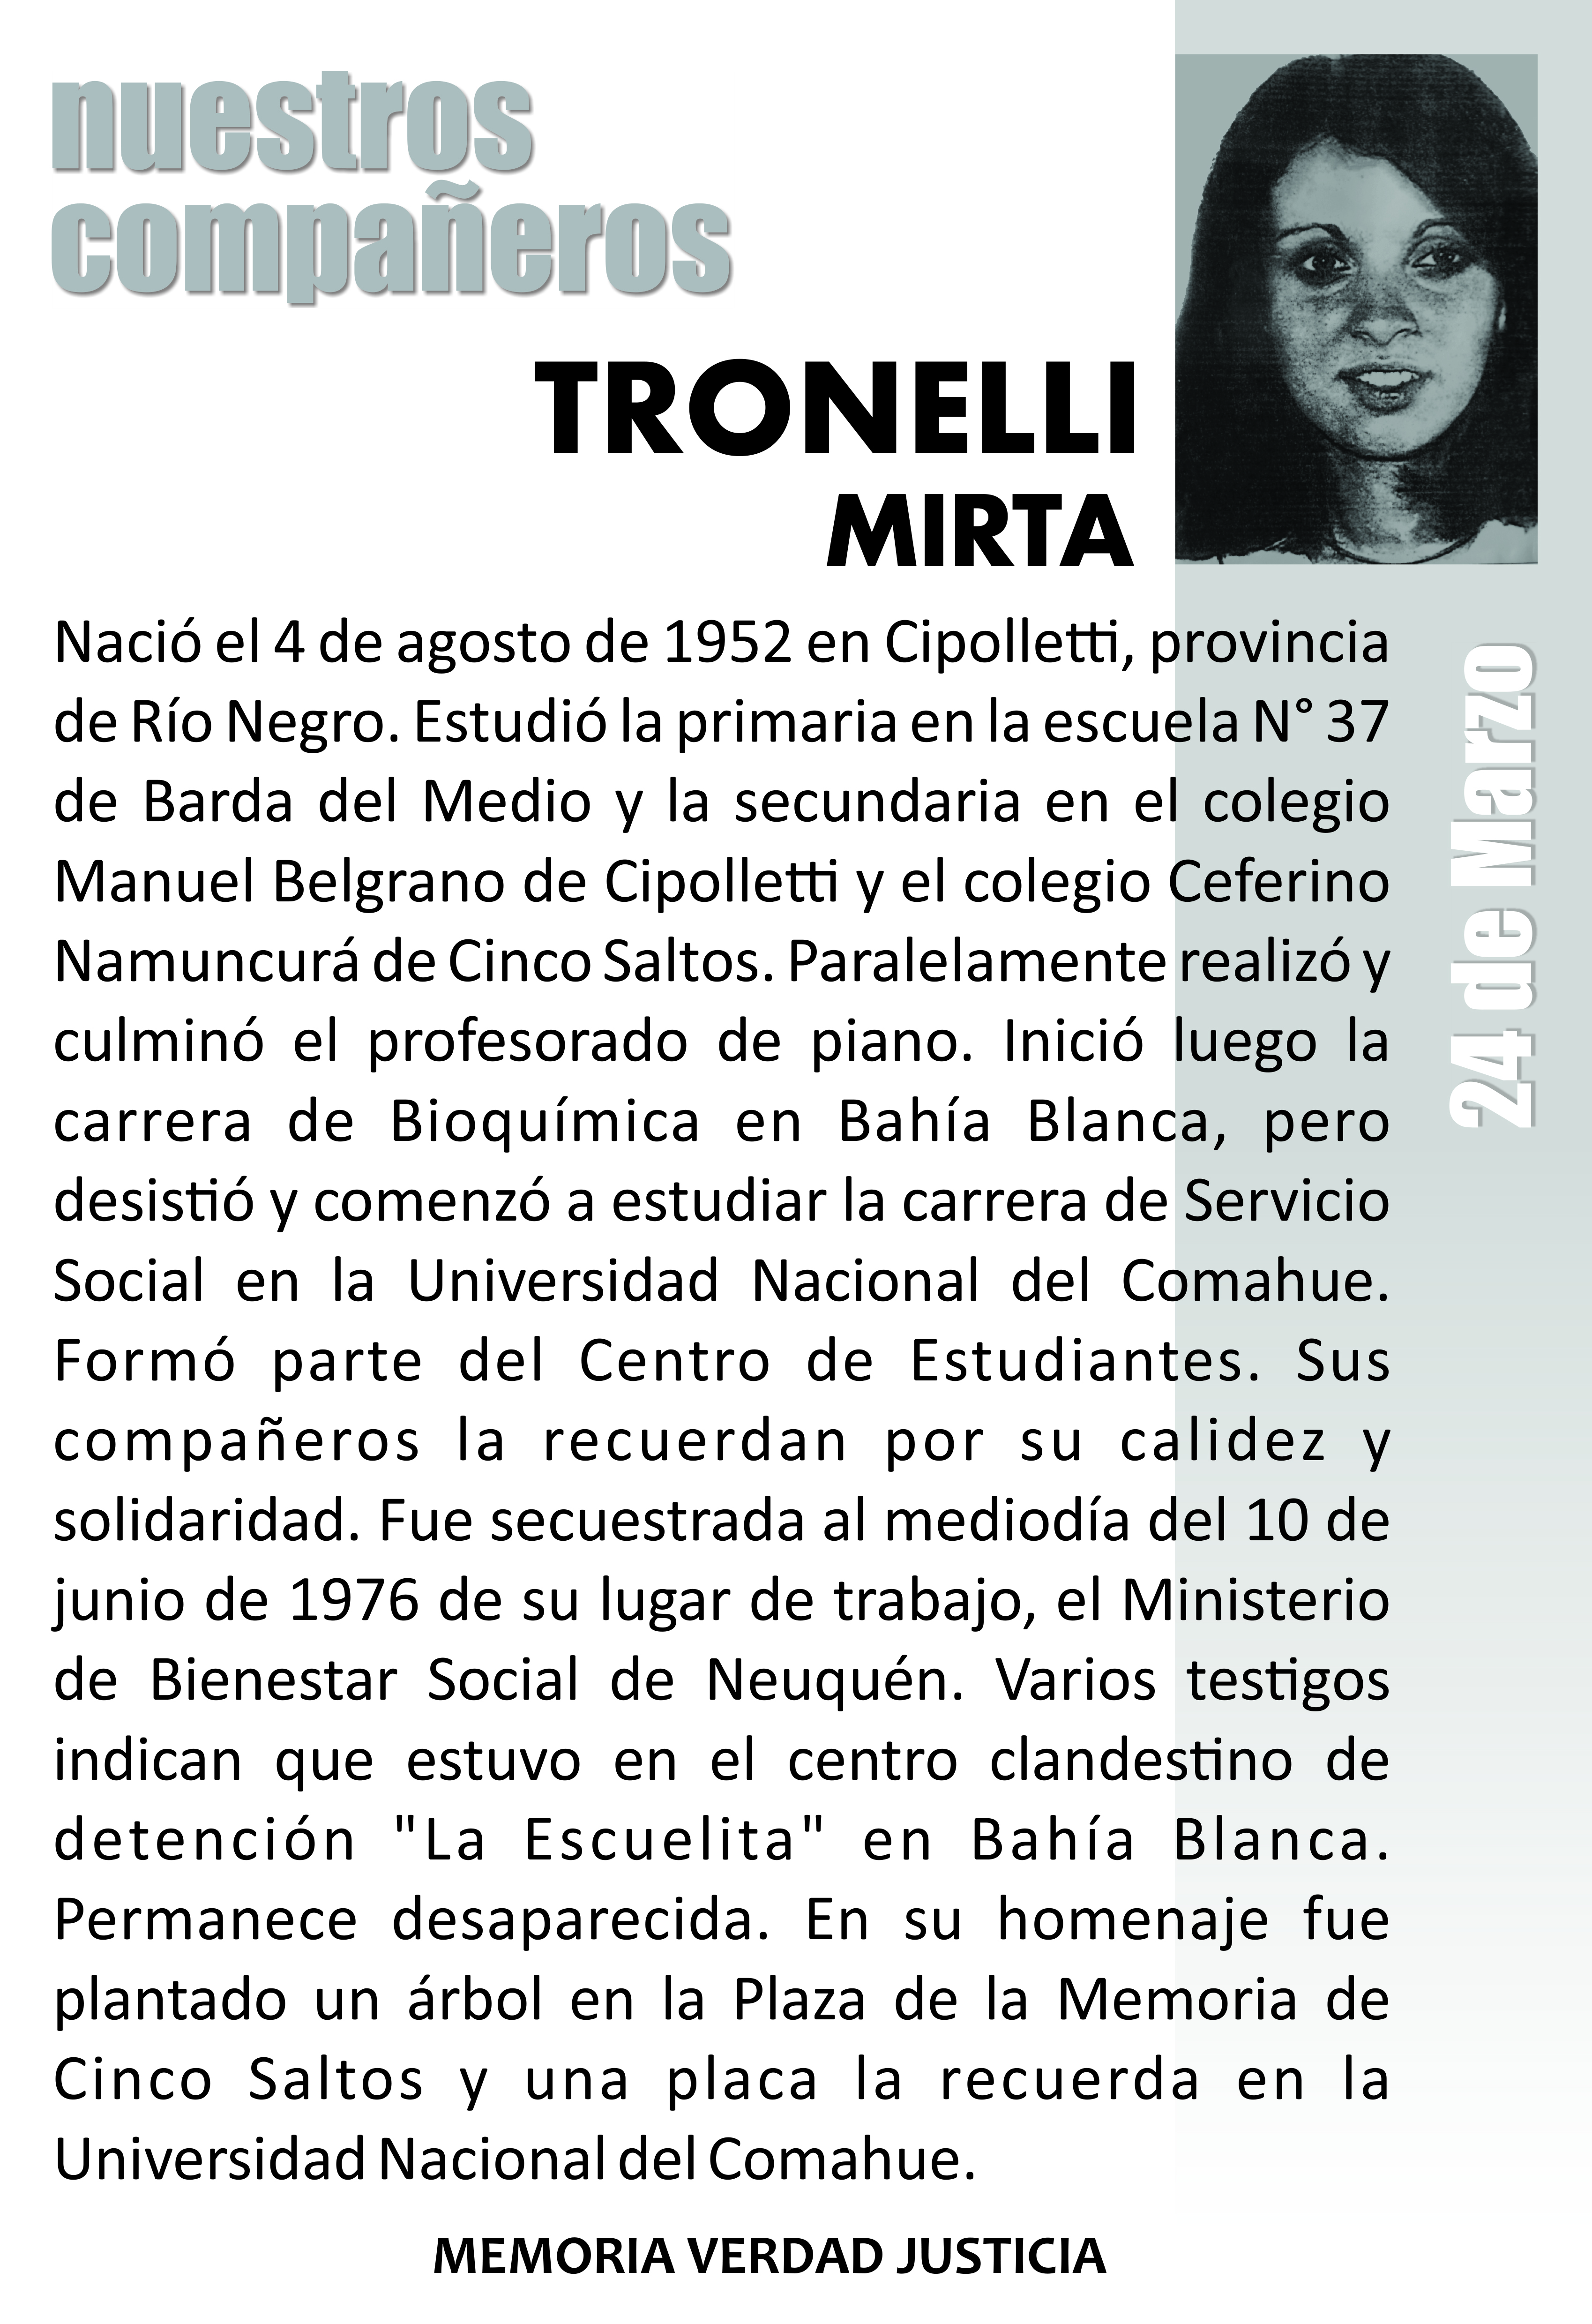 nuestros
compañeros
TRONELLI
MIRTA
Nació el 4 de agosto de 1952 en Cipolletti, provincia
de Río Negro. Estudió la primaria en la escuela N° 37
de Barda del Medio y la secundaria en el colegio
Manuel Belgrano de Cipolletti y el colegio Ceferino
Namuncurá de Cinco Saltos. Paralelamente realizó y
culminó el profesorado de piano. Inició luego la
carrera de Bioquímica en Bahía Blanca, pero
desistió y comenzó a estudiar la carrera de Servicio
Social en la Universidad Nacional del Comahue.
Formó parte del Centro de Estudiantes. Sus
compañeros la recuerdan por su calidez y
solidaridad. Fue secuestrada al mediodía del 10 de
junio de 1976 de su lugar de trabajo, el Ministerio
de Bienestar Social de Neuquén. Varios testigos
indican que estuvo en el centro clandestino de
detención "La Escuelita" en Bahía Blanca.
Permanece desaparecida. En su homenaje fue
plantado un árbol en la Plaza de la Memoria de
Cinco Saltos y una placa la recuerda en la
Universidad Nacional del Comahue.
24 de Marzo
MEMORIA VERDAD JUSTICIA